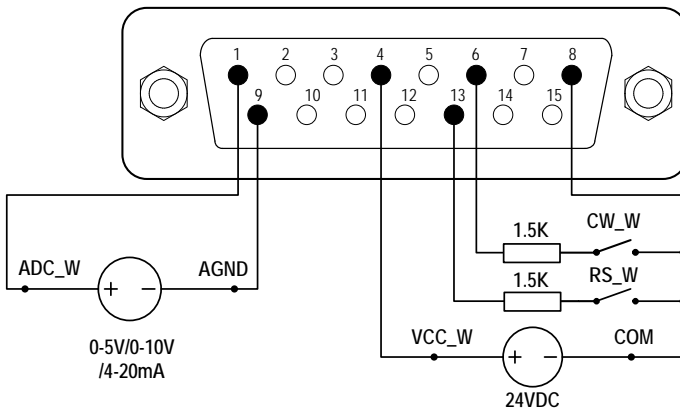 1 2 3 4 5 6 7 8
9 10 11 12 13 14 15
1.5K CW_W
ADC_W AGND
1.5K RS_W
0-5V/0-10V
/4-20mA
VCC_W COM
24VDC